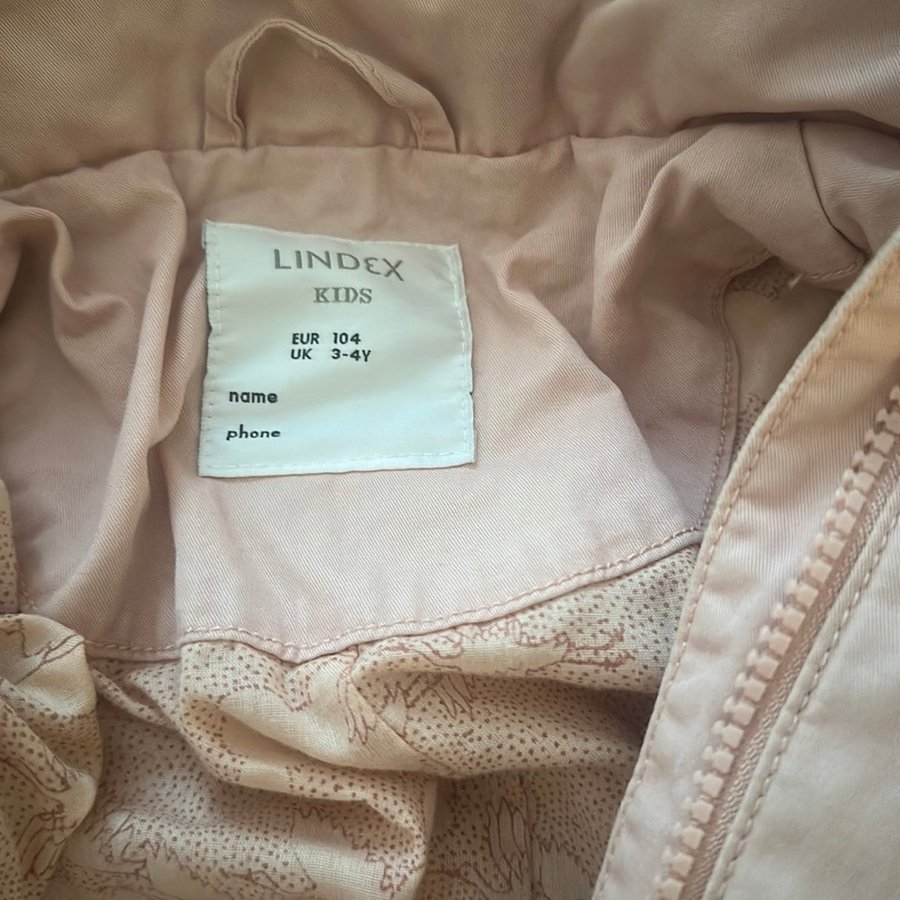 LINDEX
KIDS
EUR 104
UK 3-4Y
name
phone